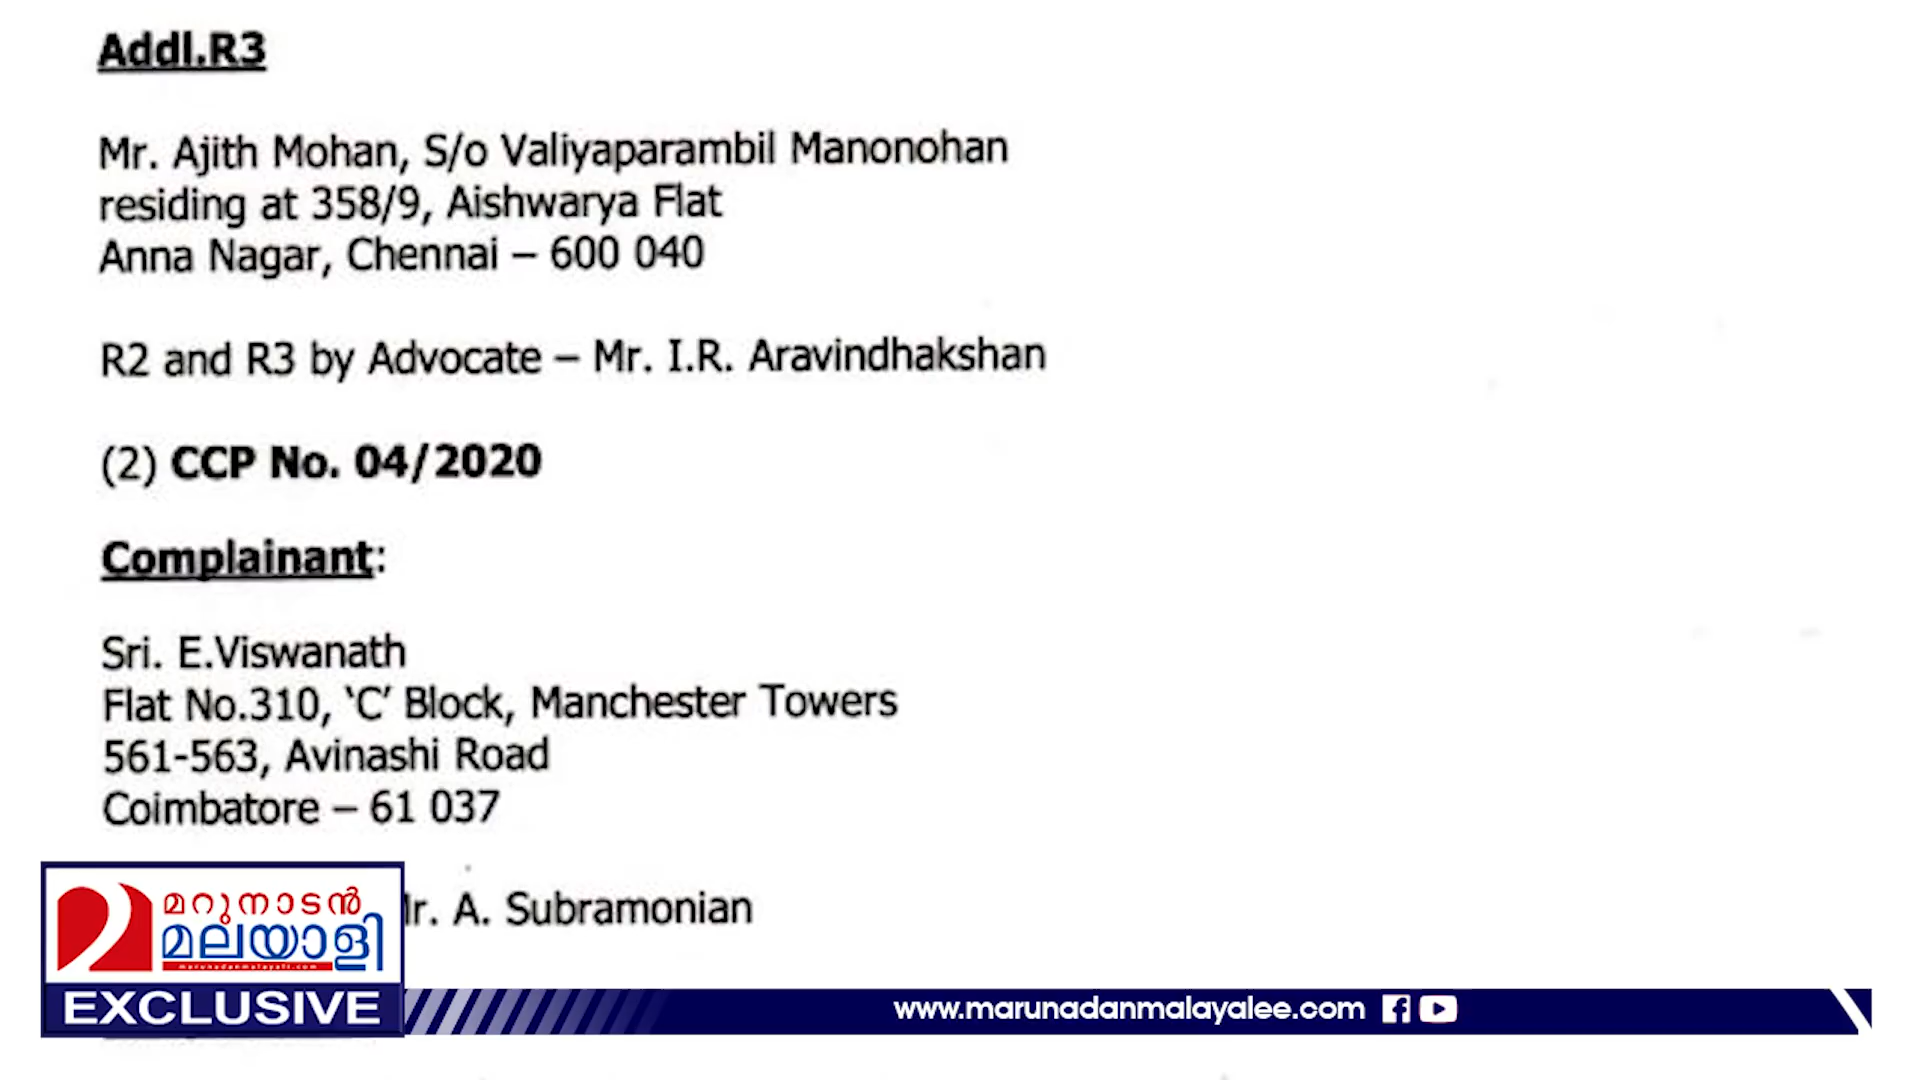 Addl.R3
Mr. Ajith Mohan, S/o Valiyaparambil Manonohan
residing at 358/9, Aishwarya Flat
Anna Nagar, Chennai – 600 040
R2 and R3 by Advocate – Mr. I.R. Aravindhakshan
(2) CCP No. 04/2020
Complainant:
Sri. E.Viswanath
Flat No.310, ‘C’ Block, Manchester Towers
561-563, Avinashi Road
Coimbatore – 61 037
A. Subramonian
മറുനാടൻ
മലയാളി
marunadanmalayali.com
EXCLUSIVE
www.marunadanmalayalee.com